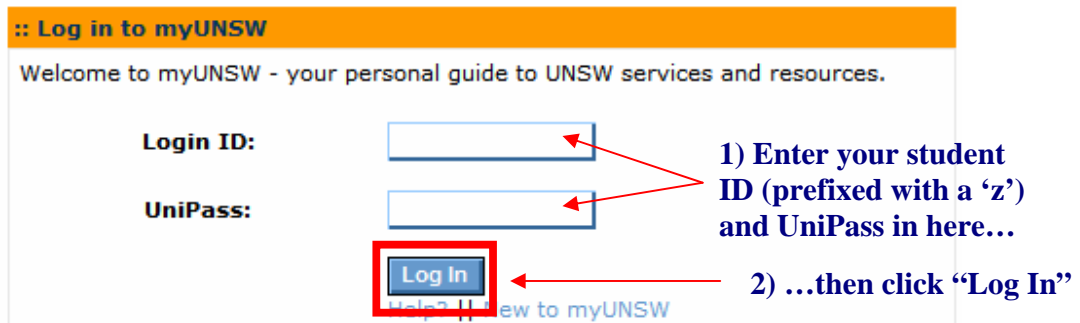 :: Log in to myUNSW
Welcome to myUNSW - your personal guide to UNSW services and resources.
Login ID:
1) Enter your student
ID (prefixed with a ‘z’)
and UniPass in here…
UniPass:
Log In
2) …then click “Log In”
Help? || New to myUNSW